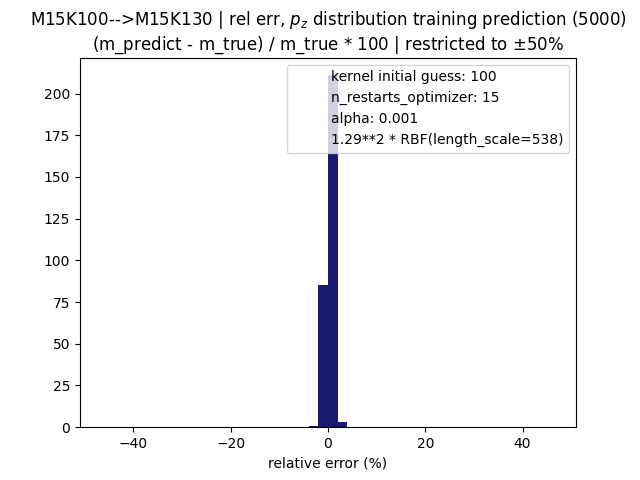 M15K100-->M15K130 | rel err, p_z distribution training prediction (5000)
(m_predict - m_true) / m_true * 100 | restricted to ±50%
kernel initial guess: 100
n_restarts_optimizer: 15
alpha: 0.001
1.29**2 * RBF(length_scale=538)
200
175
150
125
100
75
50
25
0
−40 −20 0 20 40
relative error (%)